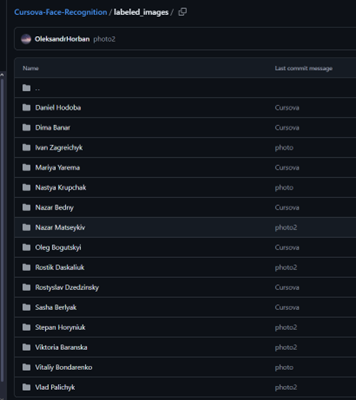 Cursova-Face-Recognition / labeled_images /
OleksandrHorban photo2
Name Last commit message
..
Daniel Hodoba Cursova
Dima Banar Cursova
Ivan Zagreichyk photo
Mariya Yarema Cursova
Nastya Krupchak photo
Nazar Bedny Cursova
Nazar Matseykiv photo2
Oleg Bogutskyi Cursova
Rostik Daskaliuk photo2
Rostyslav Dzedzinsky Cursova
Sasha Berlyak Cursova
Stepan Horyniuk photo2
Viktoria Baranska photo2
Vitaliy Bondarenko photo
Vlad Palichyk photo2